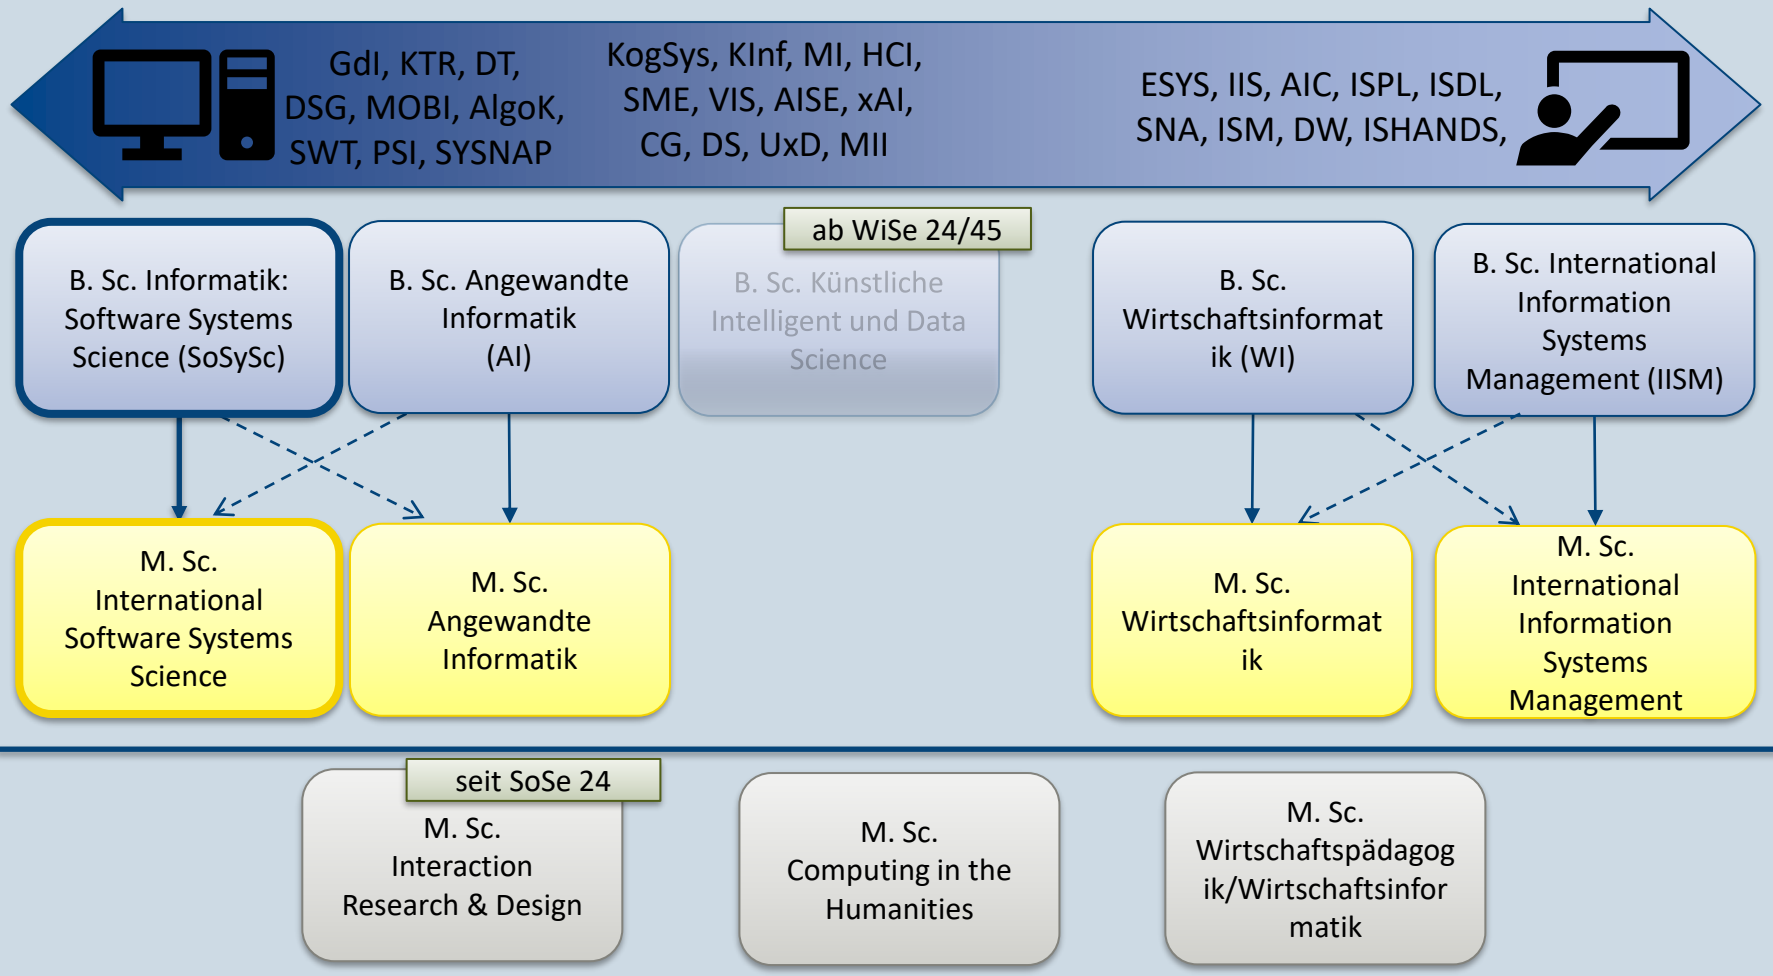 GdI, KTR, DT,
DSG, MOBI, AlgoK,
SWT, PSI, SYSNAP
KogSys, KInf, MI, HCI,
SME, VIS, AISE, xAI,
CG, DS, UxD, MII
ESYS, IIS, AIC, ISPL, ISDL,
SNA, ISM, DW, ISHANDS,
B. Sc. Informatik:
Software Systems
Science (SoSySc)
B. Sc. Angewandte
Informatik
(AI)
ab WiSe 24/45
B. Sc. Künstliche
Intelligent und Data
Science
B. Sc.
Wirtschaftsinformat
ik (WI)
B. Sc. International
Information
Systems
Management (IISM)
M. Sc.
International
Software Systems
Science
M. Sc.
Angewandte
Informatik
M. Sc.
Wirtschaftsinformat
ik
M. Sc.
International
Information
Systems
Management
seit SoSe 24
M. Sc.
Interaction
Research & Design
M. Sc.
Computing in the
Humanities
M. Sc.
Wirtschaftspädagog
ik/Wirtschaftsinfor
matik